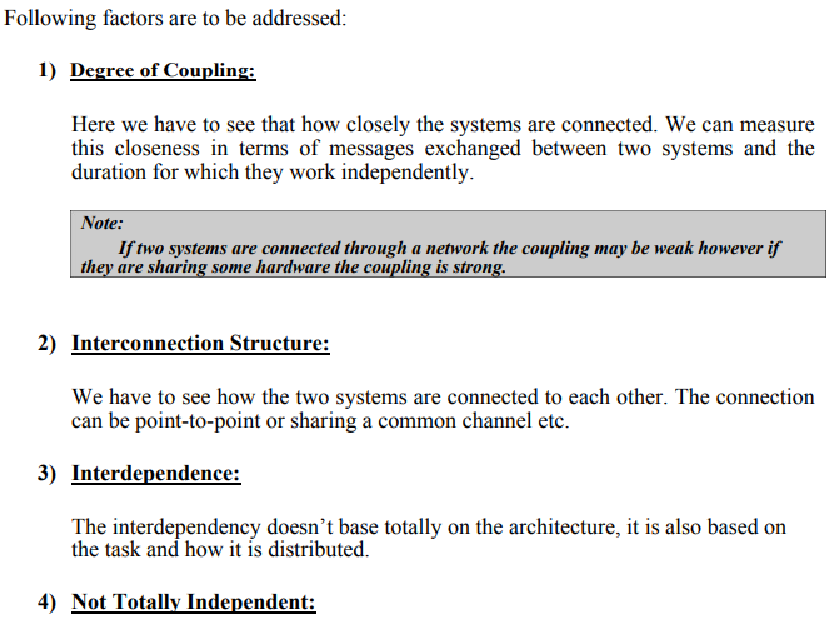 Following factors are to be addressed:
1) Degree of Coupling:
Here we have to see that how closely the systems are connected. We can measure
this closeness in terms of messages exchanged between two systems and the
duration for which they work independently.
Note:
If two systems are connected through a network the coupling may be weak however if
they are sharing some hardware the coupling is strong.
2) Interconnection Structure:
We have to see how the two systems are connected to each other. The connection
can be point-to-point or sharing a common channel etc.
3) Interdependence:
The interdependency doesn’t base totally on the architecture, it is also based on
the task and how it is distributed.
4) Not Totally Independent: